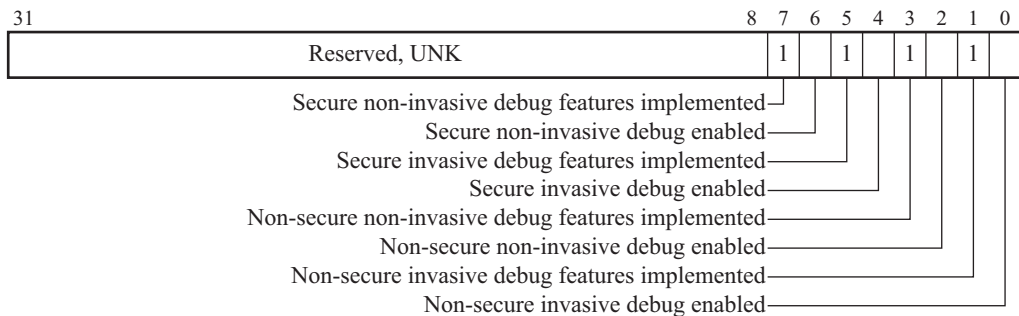 31 8 7 6 5 4 3 2 1 0
Reserved, UNK 1 1 1 1
Secure non-invasive debug features implemented
Secure non-invasive debug enabled
Secure invasive debug features implemented
Secure invasive debug enabled
Non-secure non-invasive debug features implemented
Non-secure non-invasive debug enabled
Non-secure invasive debug features implemented
Non-secure invasive debug enabled